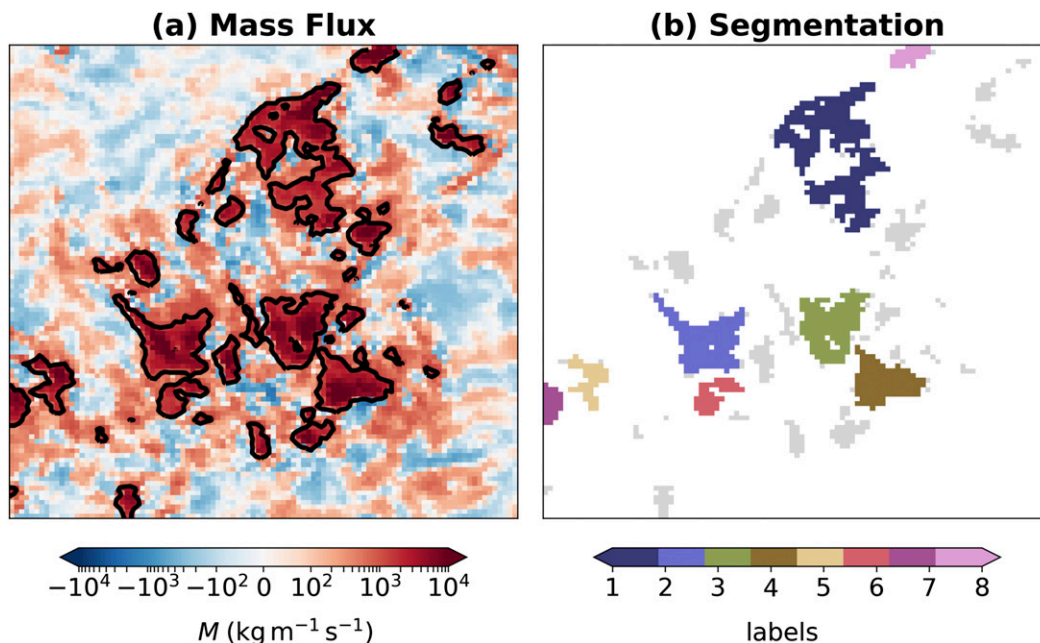 (a) Mass Flux
(b) Segmentation
−10⁴ −10³ −10² 0 10² 10³ 10⁴
M (kg m⁻¹ s⁻¹)
1 2 3 4 5 6 7 8
labels